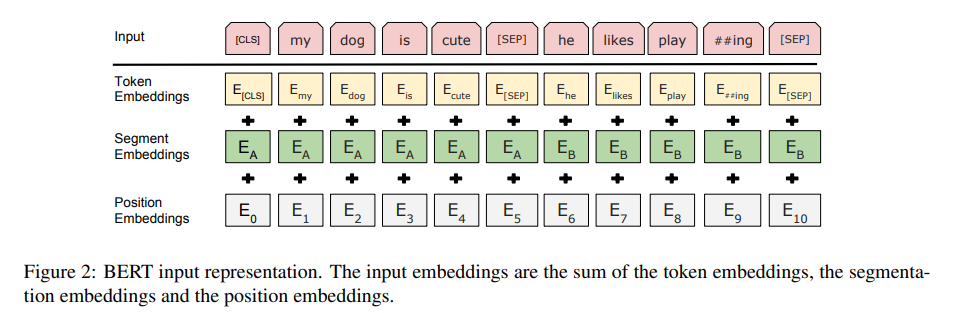 Input [CLS] my dog is cute [SEP] he likes play ##ing [SEP]
Token
Embeddings E[CLS] Emy Edog Eis Ecute E[SEP] Ehe Elikes Eplay E##ing E[SEP]
+ + + + + + + + + + +
Segment
Embeddings EA EA EA EA EA EA EB EB EB EB EB
+ + + + + + + + + + +
Position
Embeddings E0 E1 E2 E3 E4 E5 E6 E7 E8 E9 E10
Figure 2: BERT input representation. The input embeddings are the sum of the token embeddings, the segmenta-
tion embeddings and the position embeddings.